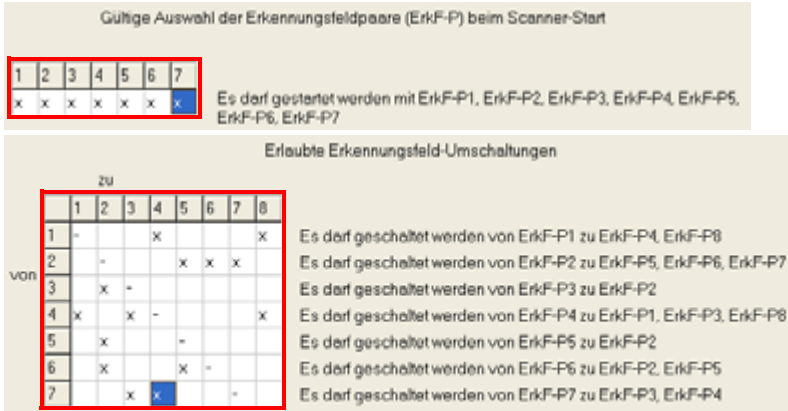 Gültige Auswahl der Erkennungsfeldpaare (ErkF-P) beim Scanner-Start
1 2 3 4 5 6 7
x x x x x x x
Es darf gestartet werden mit ErkF-P1, ErkF-P2, ErkF-P3, ErkF-P4, ErkF-P5,
ErkF-P6, ErkF-P7
Erlaubte Erkennungsfeld-Umschaltungen
zu
1 2 3 4 5 6 7 8
1 - x x Es darf geschaltet werden von ErkF-P1 zu ErkF-P4, ErkF-P8
2 - x x x Es darf geschaltet werden von ErkF-P2 zu ErkF-P5, ErkF-P6, ErkF-P7
von
3 x - Es darf geschaltet werden von ErkF-P3 zu ErkF-P2
4 x x - x Es darf geschaltet werden von ErkF-P4 zu ErkF-P1, ErkF-P3, ErkF-P8
5 x - Es darf geschaltet werden von ErkF-P5 zu ErkF-P2
6 x x - Es darf geschaltet werden von ErkF-P6 zu ErkF-P2, ErkF-P5
7 x x - Es darf geschaltet werden von ErkF-P7 zu ErkF-P3, ErkF-P4